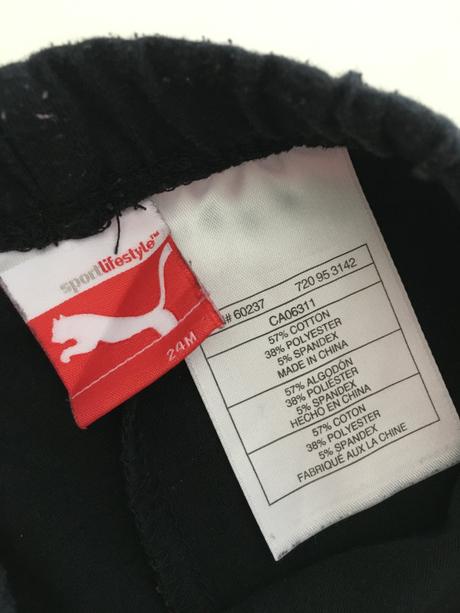 sportlifestyle™
24M
# 60237 720 95 3142
CA06311
57% COTTON
38% POLYESTER
5% SPANDEX
MADE IN CHINA
57% ALGODÓN
38% POLIESTER
5% SPANDEX
HECHO EN CHINA
57% COTON
38% POLYESTER
5% SPANDEX
FABRIQUÉ AUX LA CHINE